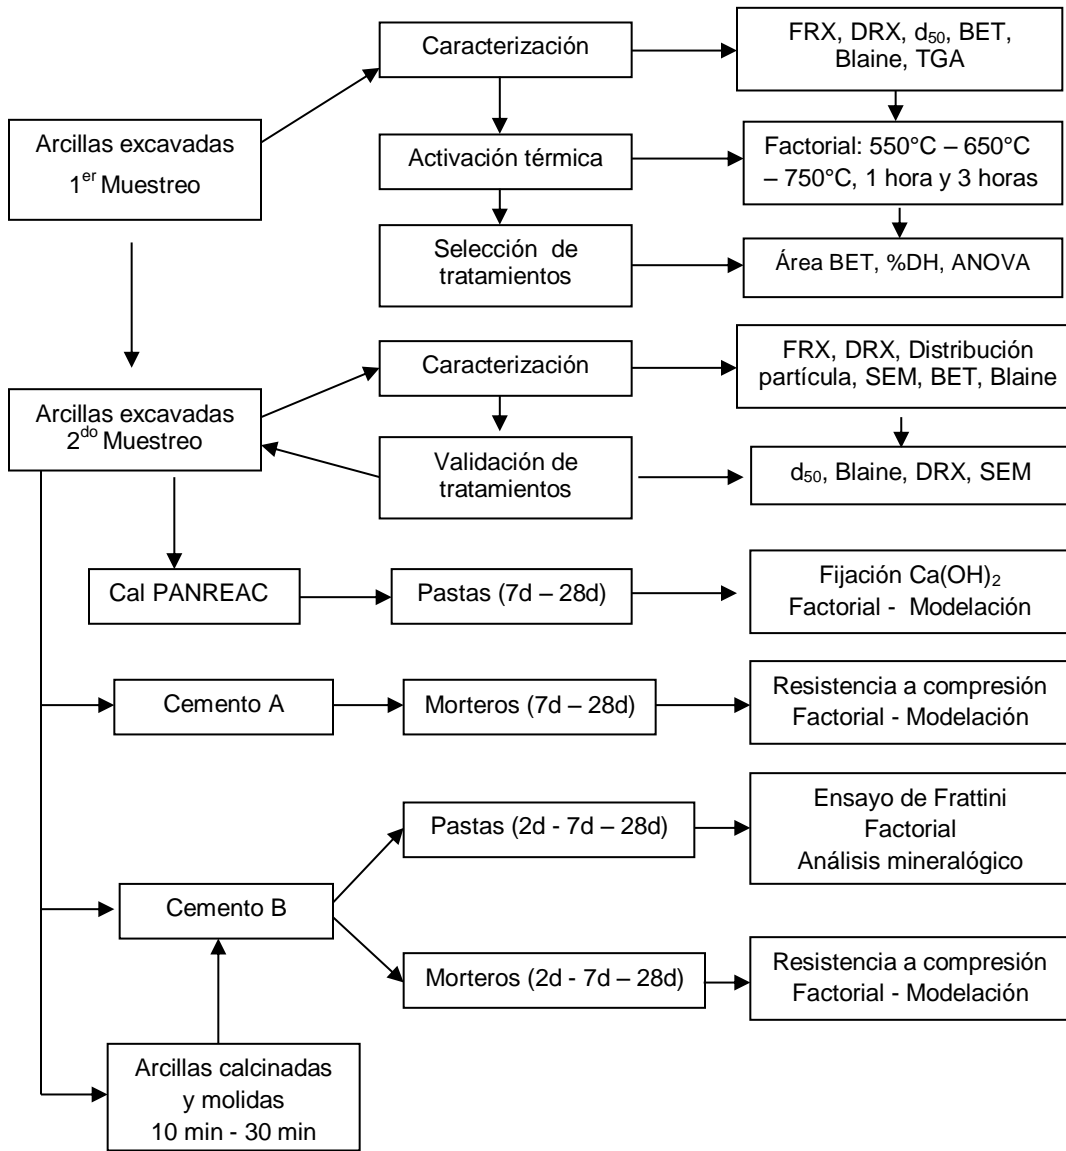 Caracterización
FRX, DRX, d₅₀, BET,
Blaine, TGA
Arcillas excavadas
1er Muestreo
Activación térmica
Factorial: 550°C – 650°C
– 750°C, 1 hora y 3 horas
Selección de
tratamientos
Área BET, %DH, ANOVA
Arcillas excavadas
2do Muestreo
Caracterización
FRX, DRX, Distribución
partícula, SEM, BET, Blaine
Validación de
tratamientos
d₅₀, Blaine, DRX, SEM
Cal PANREAC
Pastas (7d – 28d)
Fijación Ca(OH)₂
Factorial - Modelación
Cemento A
Morteros (7d – 28d)
Resistencia a compresión
Factorial - Modelación
Cemento B
Pastas (2d - 7d – 28d)
Ensayo de Frattini
Factorial
Análisis mineralógico
Morteros (2d - 7d – 28d)
Resistencia a compresión
Factorial - Modelación
Arcillas calcinadas
y molidas
10 min - 30 min